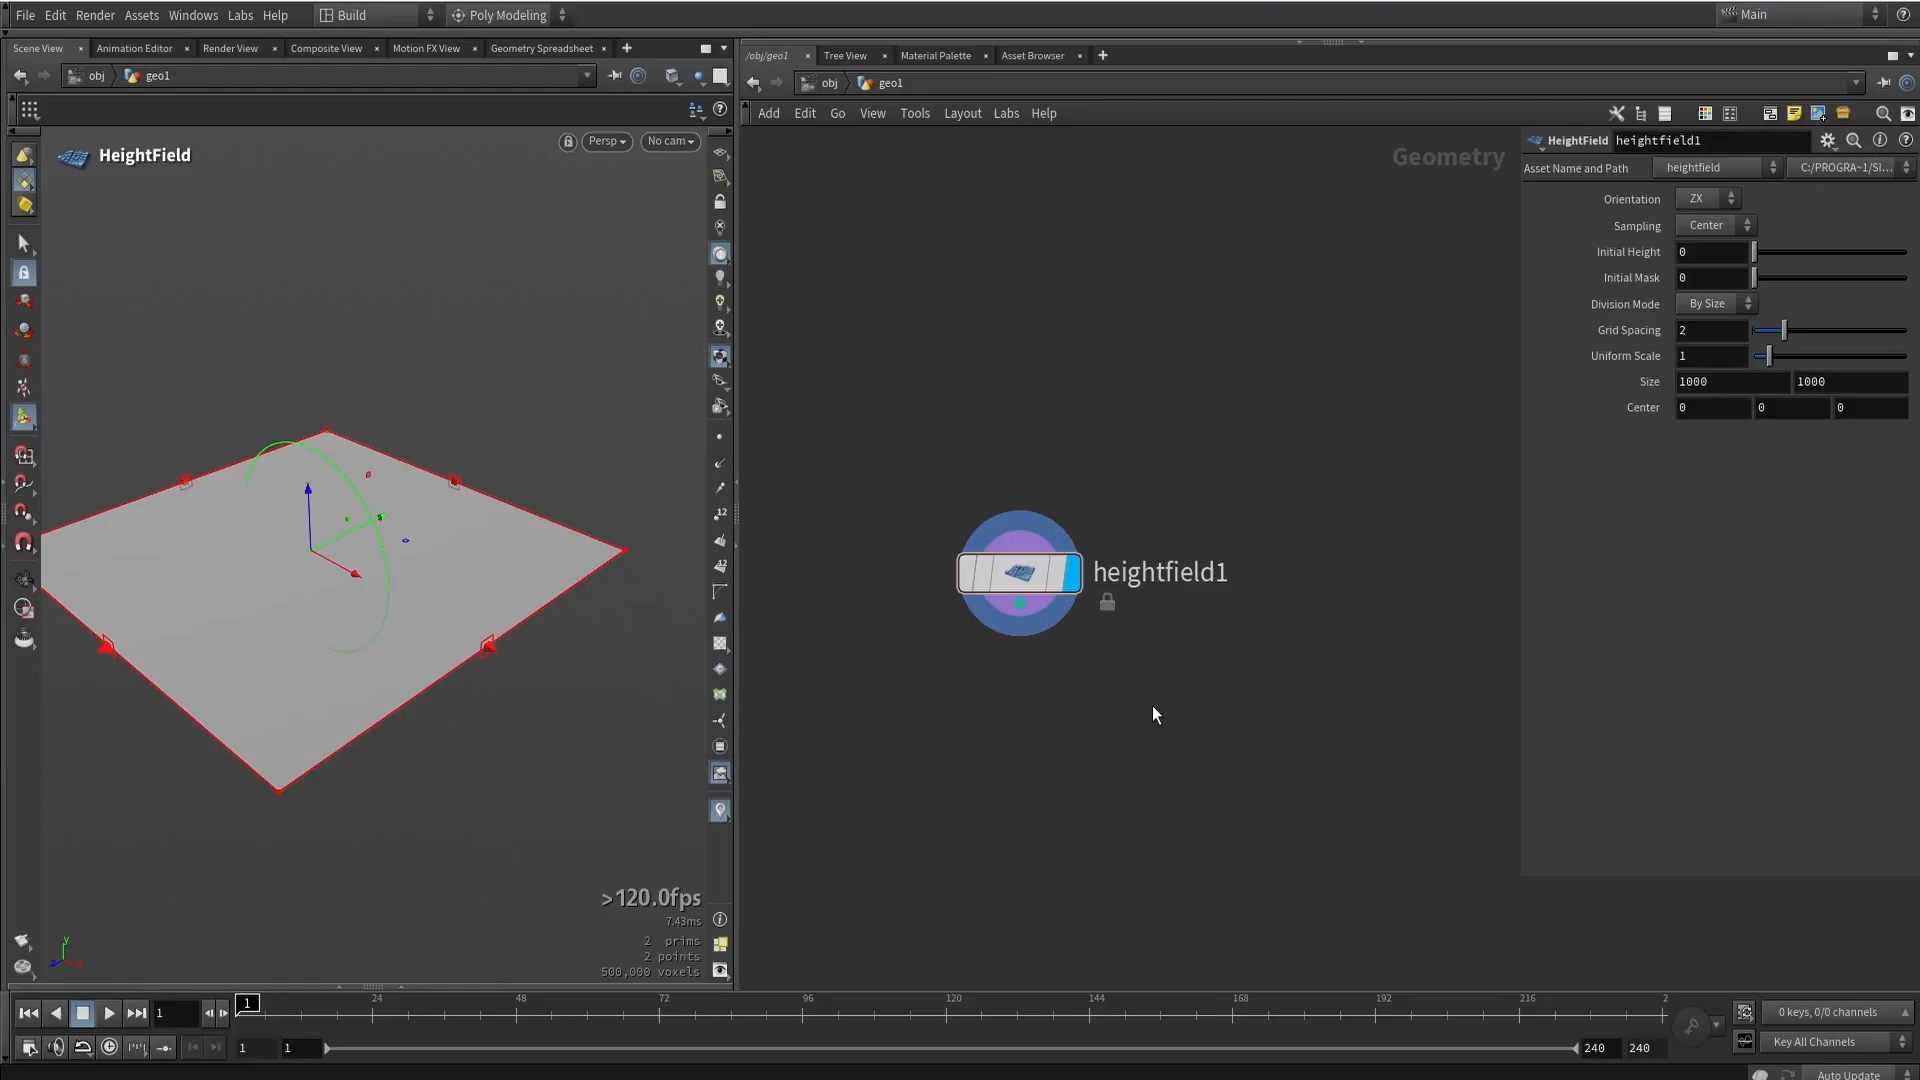 File Edit Render Assets Windows Labs Help Build Poly Modeling Main
Scene View Animation Editor Render View Composite View Motion FX View Geometry Spreadsheet
/obj/geo1 Tree View Material Palette Asset Browser
obj geo1
obj geo1
Add Edit Go View Tools Layout Labs Help
HeightField
Persp
No cam
Geometry
HeightField heightfield1
Asset Name and Path heightfield C:/PROGRA~1/SI...
Orientation ZX
Sampling Center
Initial Height 0
Initial Mask 0
Division Mode By Size
Grid Spacing 2
Uniform Scale 1
Size 1000 1000
Center 0 0 0
12
12
heightfield1
>120.0fps
7.43ms
2 prims
2 points
500,000 voxels
y
1 1 24 48 72 96 120 144 168 192 216 2
0 keys, 0/0 channels
1 1 240 240
Key All Channels
Auto Update